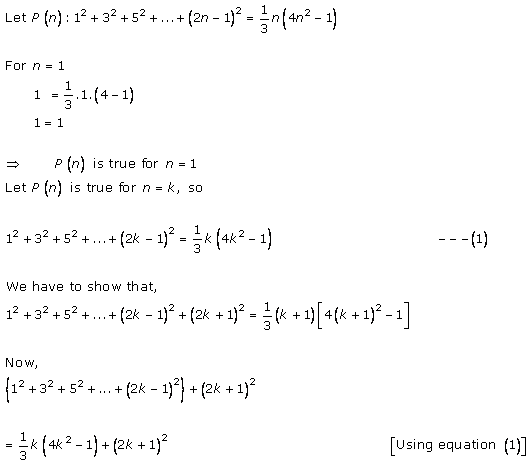 Let P(n): 1² + 3² + 5² + ... + (2n − 1)² = 1/3 n(4n² − 1)
For n = 1
1 = 1/3 .1.(4 − 1)
1 = 1
⇒ P(n) is true for n = 1
Let P(n) is true for n = k, so
1² + 3² + 5² + ... + (2k − 1)² = 1/3 k(4k² − 1) − − −(1)
We have to show that,
1² + 3² + 5² + ... + (2k − 1)² + (2k + 1)² = 1/3 (k + 1)[4(k + 1)² − 1]
Now,
{1² + 3² + 5² + ... + (2k − 1)²} + (2k + 1)²
= 1/3 k(4k² − 1) + (2k + 1)² [Using equation (1)]